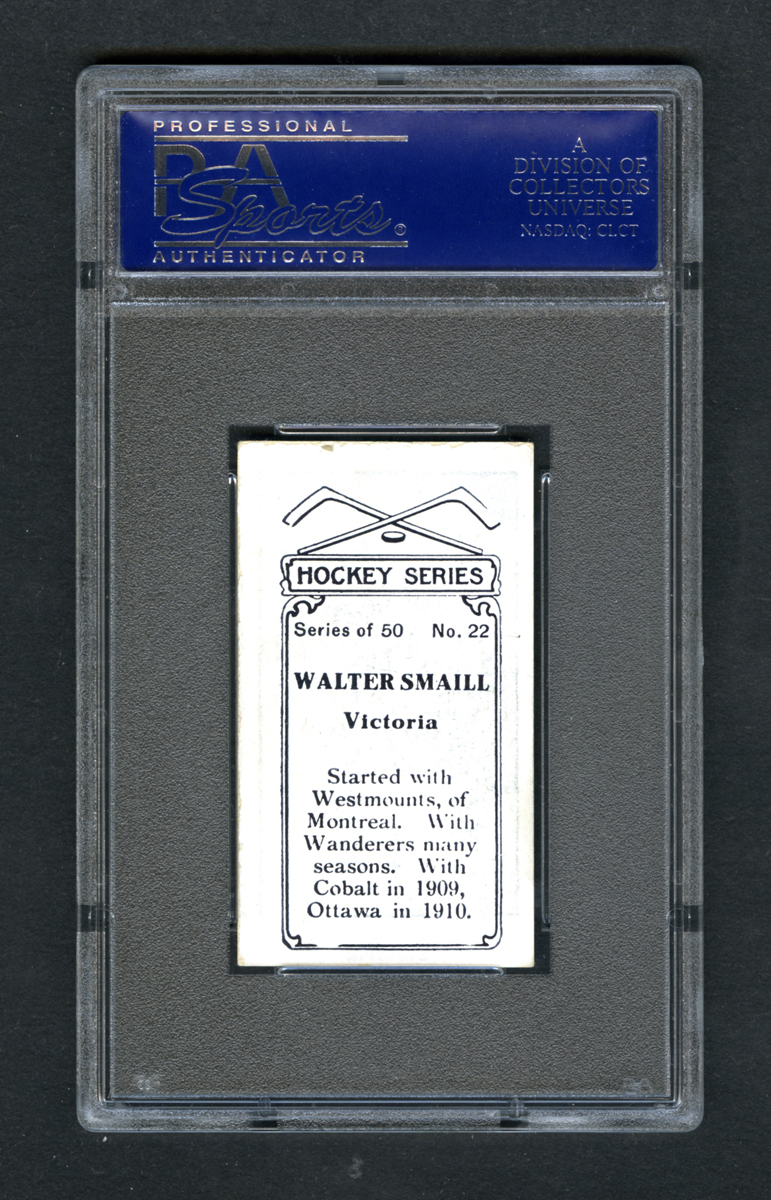 PROFESSIONAL
PSA
Sports®
AUTHENTICATOR
A
DIVISION OF
COLLECTORS
UNIVERSE
NASDAQ: CLCT
HOCKEY SERIES
Series of 50 No. 22
WALTER SMAILL
Victoria
Started with
Westmounts, of
Montreal. With
Wanderers many
seasons. With
Cobalt in 1909,
Ottawa in 1910.